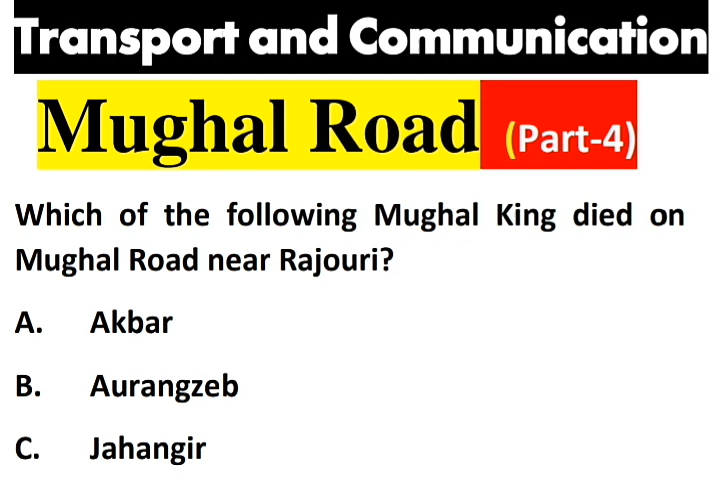 Transport and Communication
Mughal Road (Part-4)
Which of the following Mughal King died on
Mughal Road near Rajouri?
A. Akbar
B. Aurangzeb
C. Jahangir